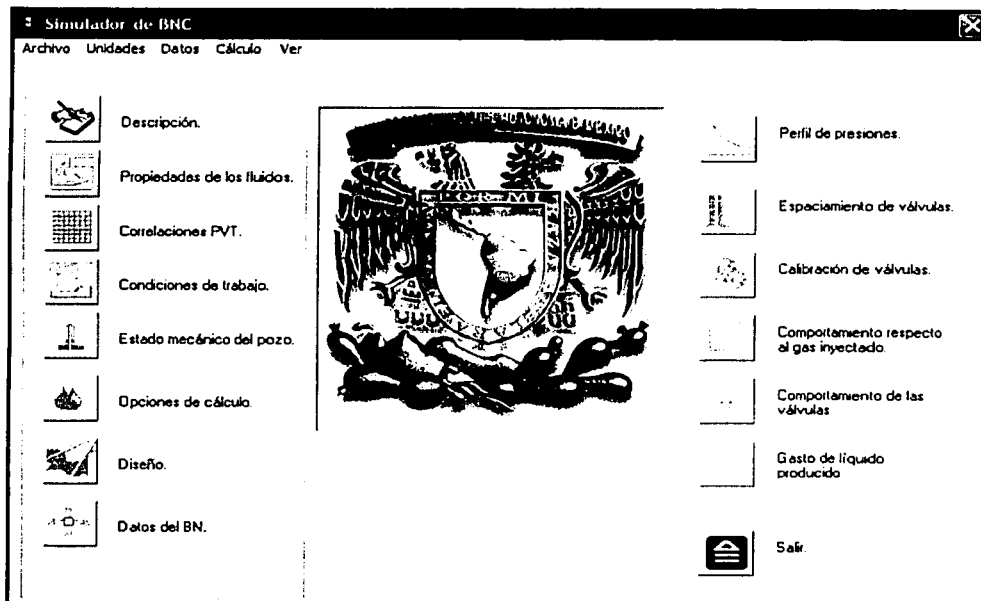 Simulador de BNC
Archivo Unidades Datos Cálculo Ver
Descripción.
Propiedadas de los fluidos.
Correlaciones PVT.
Condiciones de trabajo.
Estado mecánico del pozo.
Opciones de cálculo.
Diseño.
Datos del BN.
Perfil de presiones.
Espaciamiento de válvulas.
Calibración de válvulas.
Comportamiento respecto
al gas inyectado.
Comportamiento de las
válvulas
Gasto de líquido
producido
Salir.